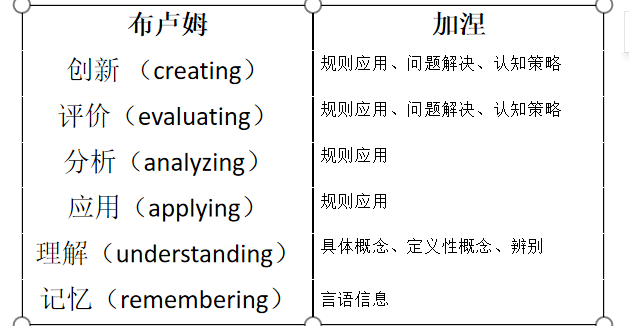 布卢姆 加涅
创新（creating） 规则应用、问题解决、认知策略
评价（evaluating） 规则应用、问题解决、认知策略
分析（analyzing） 规则应用
应用（applying） 规则应用
理解（understanding） 具体概念、定义性概念、辨别
记忆（remembering） 言语信息